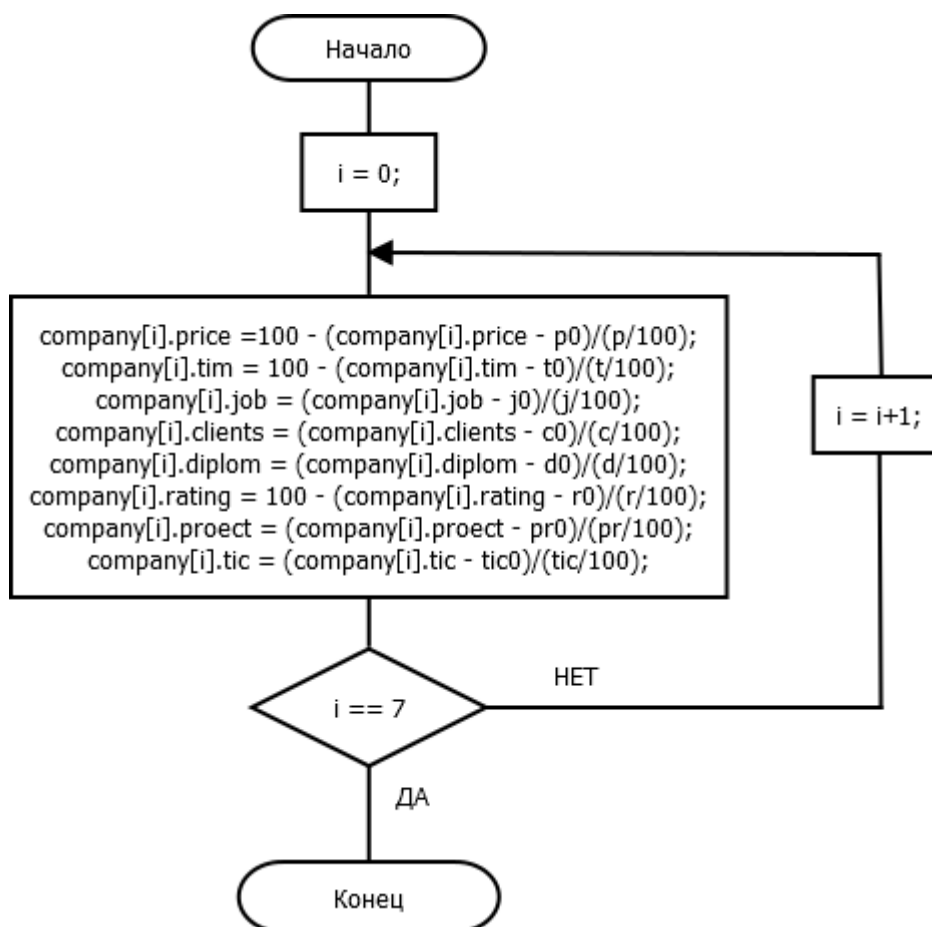 Начало
i = 0;
company[i].price =100 - (company[i].price - p0)/(p/100);
company[i].tim = 100 - (company[i].tim - t0)/(t/100);
company[i].job = (company[i].job - j0)/(j/100);
company[i].clients = (company[i].clients - c0)/(c/100);
company[i].diplom = (company[i].diplom - d0)/(d/100);
company[i].rating = 100 - (company[i].rating - r0)/(r/100);
company[i].proect = (company[i].proect - pr0)/(pr/100);
company[i].tic = (company[i].tic - tic0)/(tic/100);
i = i+1;
i == 7
НЕТ
ДА
Конец